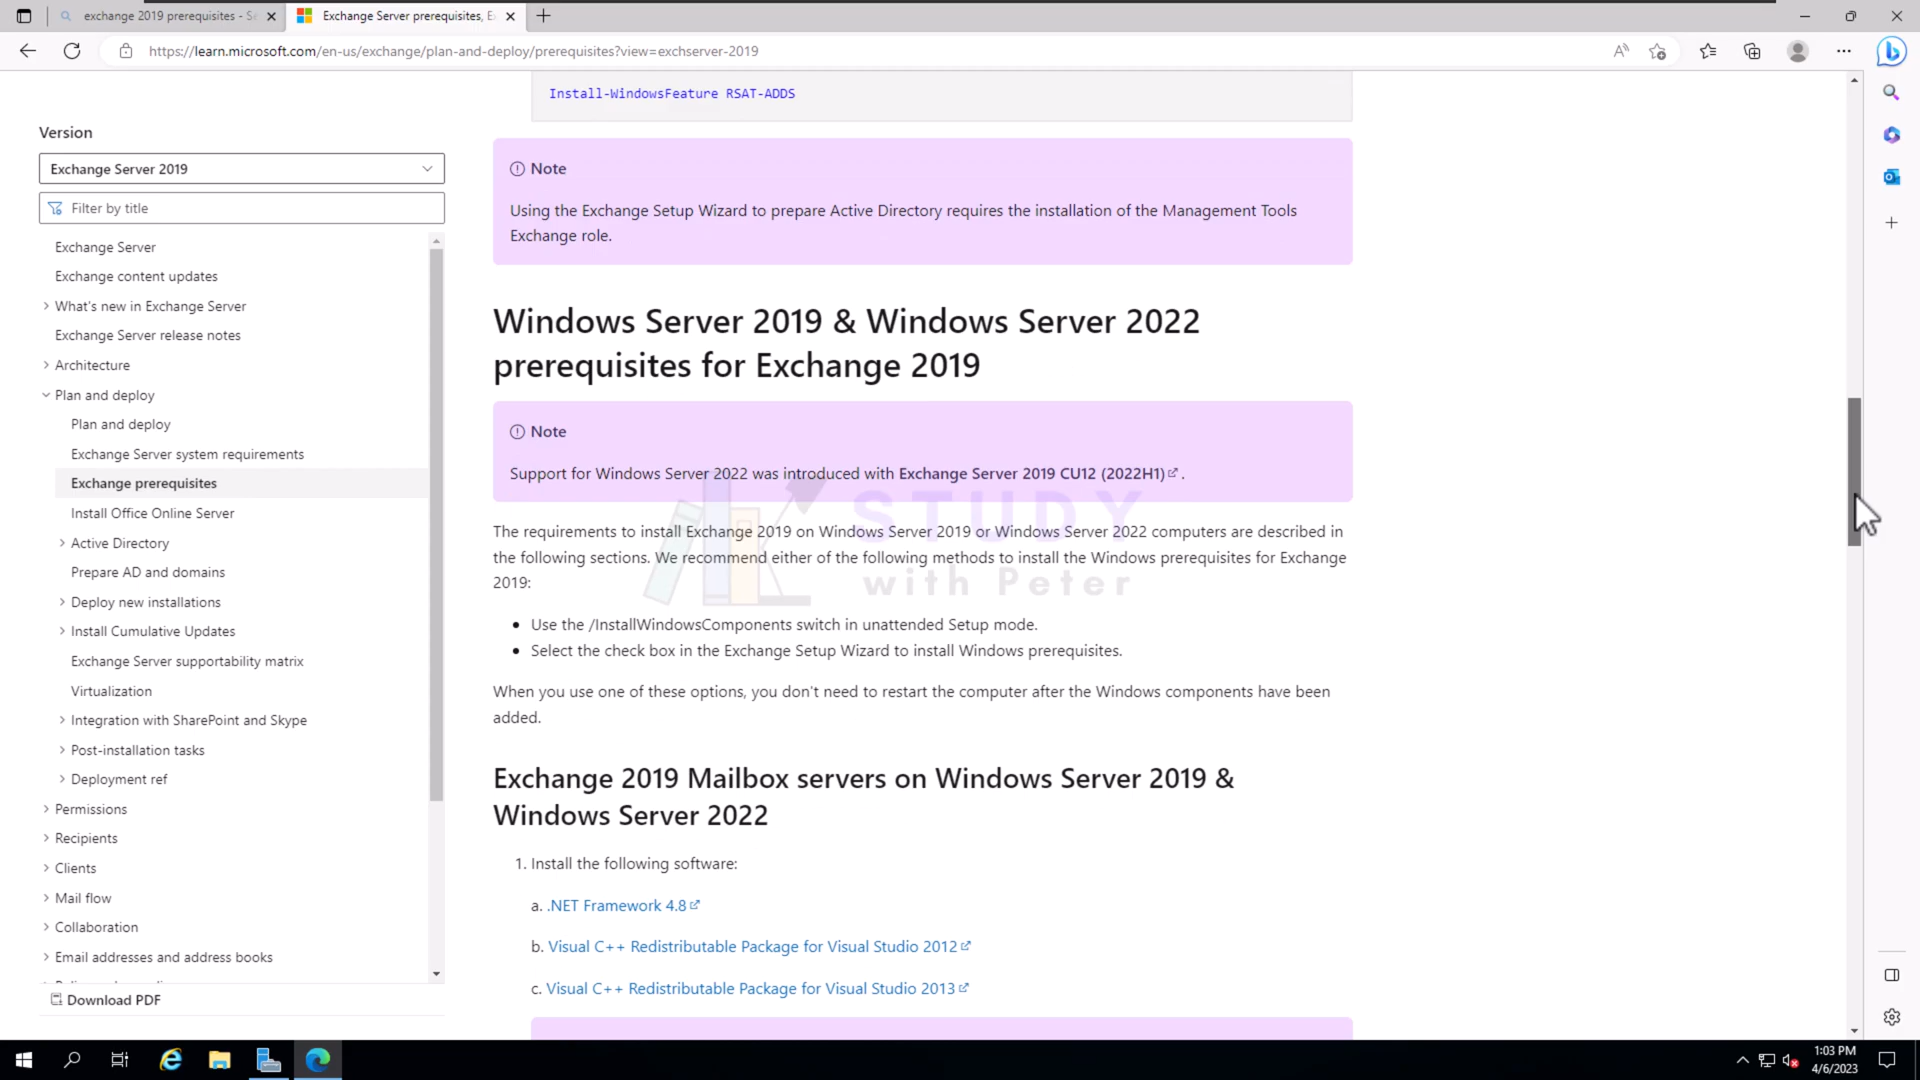 exchange 2019 prerequisites - Se
Exchange Server prerequisites, E
https://learn.microsoft.com/en-us/exchange/plan-and-deploy/prerequisites?view=exchserver-2019
Install-WindowsFeature RSAT-ADDS
Version
Exchange Server 2019
Filter by title
Exchange Server
Exchange content updates
What's new in Exchange Server
Exchange Server release notes
Architecture
Plan and deploy
Plan and deploy
Exchange Server system requirements
Exchange prerequisites
Install Office Online Server
Active Directory
Prepare AD and domains
Deploy new installations
Install Cumulative Updates
Exchange Server supportability matrix
Virtualization
Integration with SharePoint and Skype
Post-installation tasks
Deployment ref
Permissions
Recipients
Clients
Mail flow
Collaboration
Email addresses and address books
Download PDF
Note
Using the Exchange Setup Wizard to prepare Active Directory requires the installation of the Management Tools
Exchange role.
Windows Server 2019 & Windows Server 2022
prerequisites for Exchange 2019
Note
Support for Windows Server 2022 was introduced with Exchange Server 2019 CU12 (2022H1) .
STUDY
with Peter
The requirements to install Exchange 2019 on Windows Server 2019 or Windows Server 2022 computers are described in
the following sections. We recommend either of the following methods to install the Windows prerequisites for Exchange
2019:
• Use the /InstallWindowsComponents switch in unattended Setup mode.
• Select the check box in the Exchange Setup Wizard to install Windows prerequisites.
When you use one of these options, you don't need to restart the computer after the Windows components have been
added.
Exchange 2019 Mailbox servers on Windows Server 2019 &
Windows Server 2022
1. Install the following software:
a. .NET Framework 4.8
b. Visual C++ Redistributable Package for Visual Studio 2012
c. Visual C++ Redistributable Package for Visual Studio 2013
1:03 PM
4/6/2023